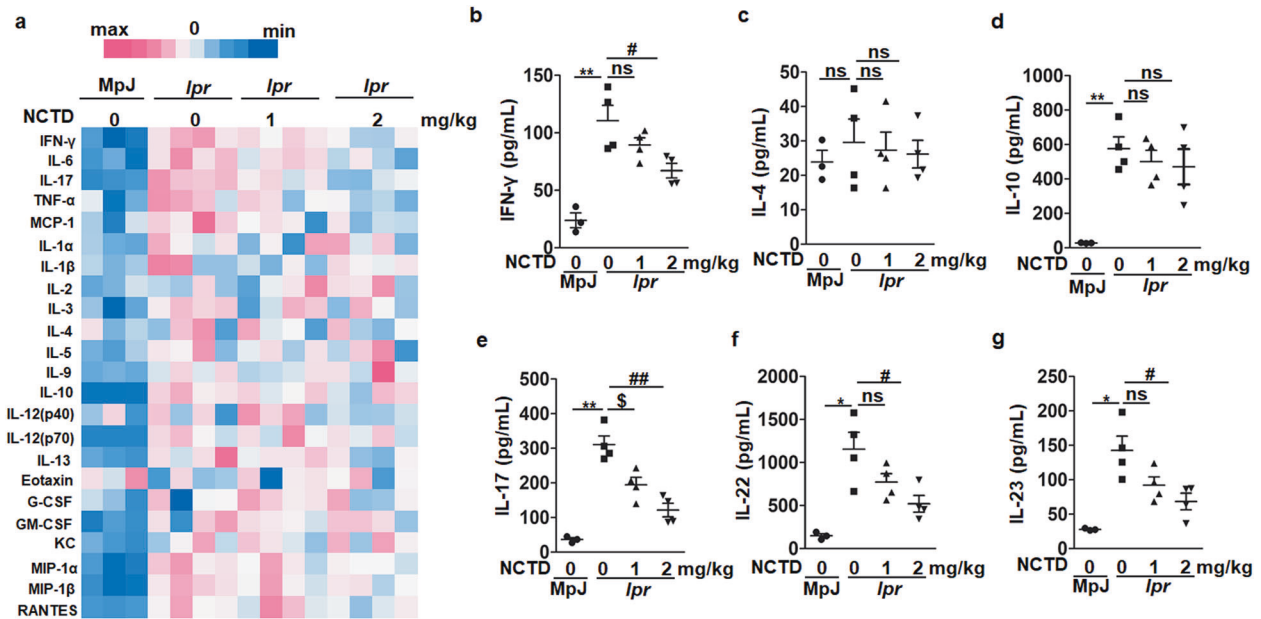 a
max 0 min
MpJ lpr lpr lpr
NCTD 0 0 1 2 mg/kg
IFN-γ
IL-6
IL-17
TNF-α
MCP-1
IL-1α
IL-1β
IL-2
IL-3
IL-4
IL-5
IL-9
IL-10
IL-12(p40)
IL-12(p70)
IL-13
Eotaxin
G-CSF
GM-CSF
KC
MIP-1α
MIP-1β
RANTES
b
#
** ns
150
100
50
0
IFN-γ (pg/mL)
NCTD 0 0 1 2 mg/kg
MpJ lpr
c
ns
ns ns
50
40
30
20
10
0
IL-4 (pg/mL)
NCTD 0 0 1 2 mg/kg
MpJ lpr
d
ns
** ns
1000
800
600
400
200
0
IL-10 (pg/mL)
NCTD 0 0 1 2 mg/kg
MpJ lpr
e
##
** $
500
400
300
200
100
0
IL-17 (pg/mL)
NCTD 0 0 1 2 mg/kg
MpJ lpr
f
#
* ns
2000
1500
1000
500
0
IL-22 (pg/mL)
NCTD 0 0 1 2 mg/kg
MpJ lpr
g
#
* ns
250
200
150
100
50
0
IL-23 (pg/mL)
NCTD 0 0 1 2 mg/kg
MpJ lpr